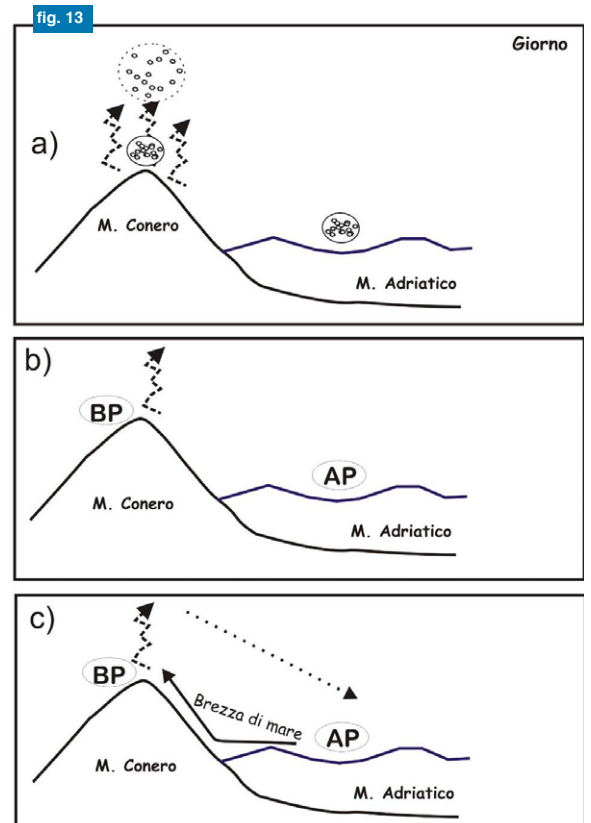 fig. 13
Giorno
a)
M. Conero
M. Adriatico
b)
BP
AP
M. Conero
M. Adriatico
c)
BP
Brezza di mare
AP
M. Conero
M. Adriatico